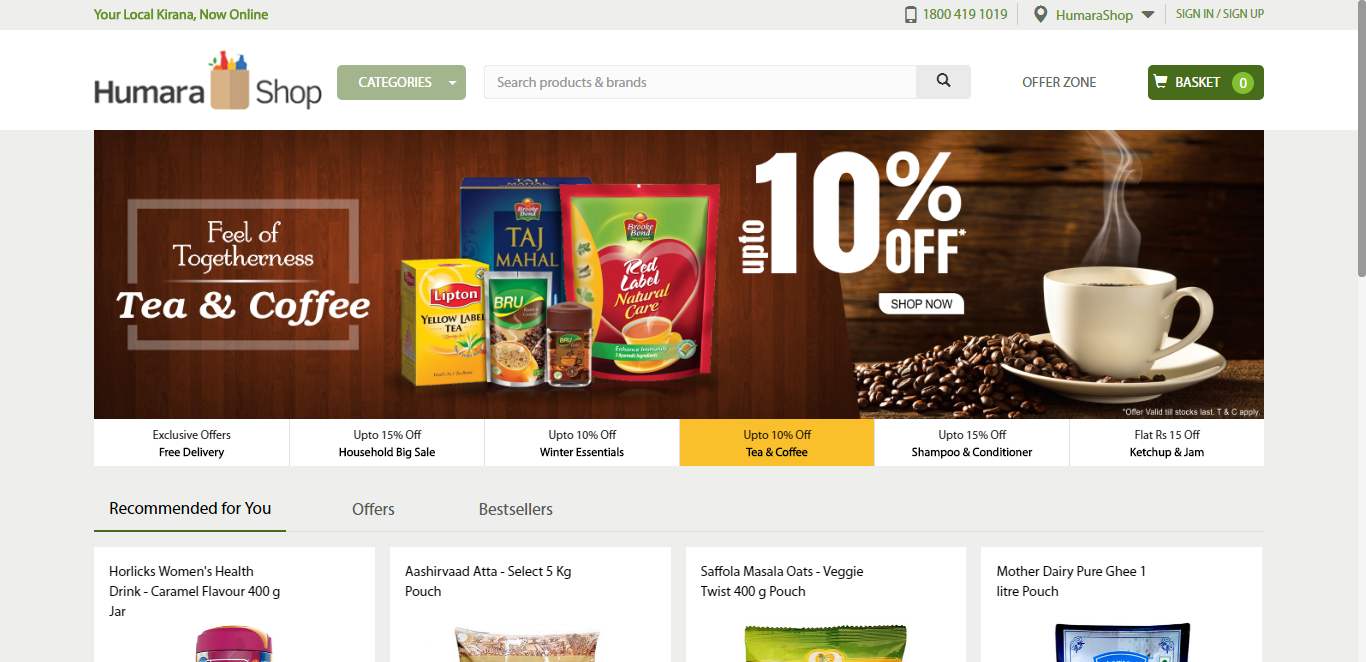 Your Local Kirana, Now Online
1800 419 1019
HumaraShop
SIGN IN / SIGN UP
Humara Shop
CATEGORIES
Search products & brands
OFFER ZONE
BASKET 0
Feel of
Togetherness
Tea & Coffee
Brooke
Bond
TAJ
MAHAL
Lipton
YELLOW LABEL
TEA
BRU
BRU
Brooke
Bond
Red
Label
Natural
Care
Enhance Immunity
upto
10%
OFF*
SHOP NOW
*Offer Valid till stocks last. T & C apply.
Exclusive Offers
Free Delivery
Upto 15% Off
Household Big Sale
Upto 10% Off
Winter Essentials
Upto 10% Off
Tea & Coffee
Upto 15% Off
Shampoo & Conditioner
Flat Rs 15 Off
Ketchup & Jam
Recommended for You
Offers
Bestsellers
Horlicks Women's Health
Drink - Caramel Flavour 400 g
Jar
Aashirvaad Atta - Select 5 Kg
Pouch
Saffola Masala Oats - Veggie
Twist 400 g Pouch
Mother Dairy Pure Ghee 1
litre Pouch